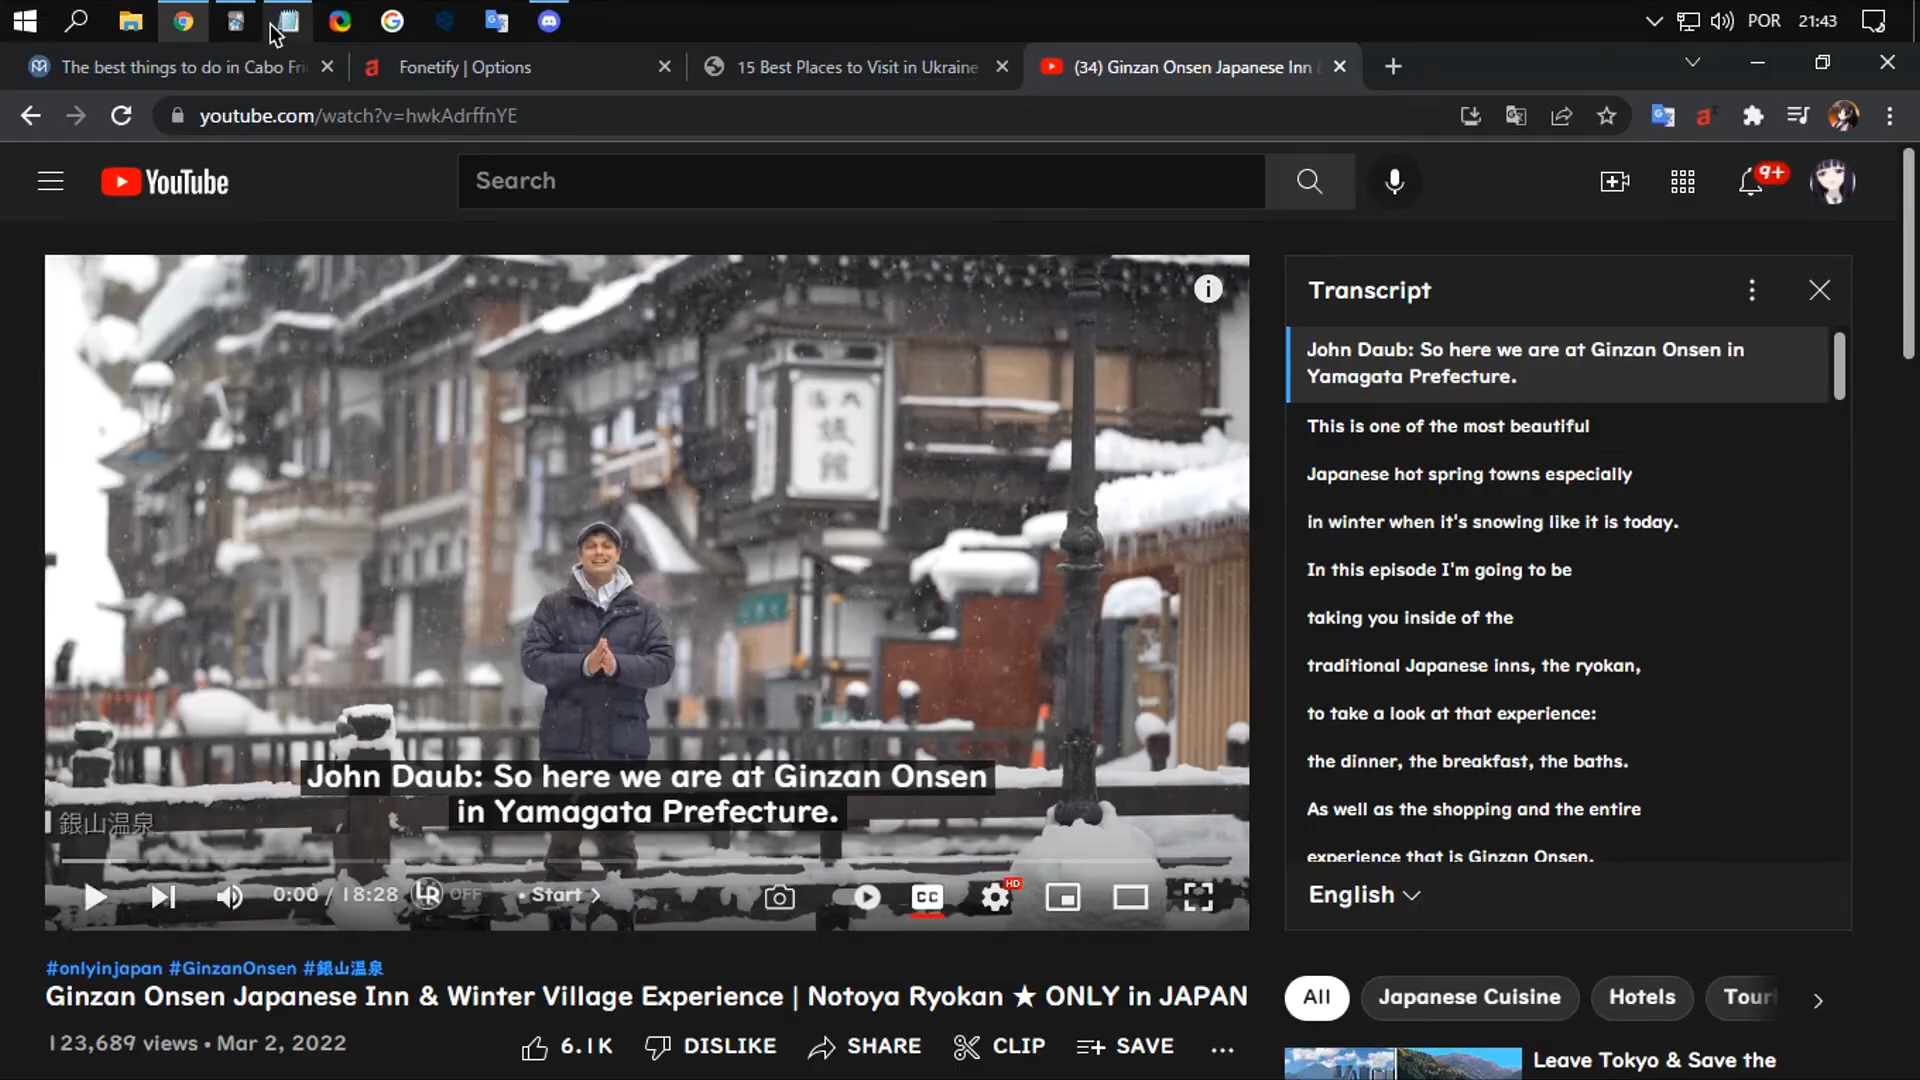 POR
21:43
The best things to do in Cabo Fri
Fonetify | Options
15 Best Places to Visit in Ukraine
(34) Ginzan Onsen Japanese Inn
youtube.com/watch?v=hwkAdrffnYE
YouTube
Search
9+
Transcript
John Daub: So here we are at Ginzan Onsen in
Yamagata Prefecture.
This is one of the most beautiful
Japanese hot spring towns especially
in winter when it's snowing like it is today.
In this episode I'm going to be
taking you inside of the
traditional Japanese inns, the ryokan,
to take a look at that experience:
the dinner, the breakfast, the baths.
As well as the shopping and the entire
experience that is Ginzan Onsen.
English
John Daub: So here we are at Ginzan Onsen
in Yamagata Prefecture.
銀山温泉
0:00 / 18:28
LR OFF
• Start
CC
HD
#onlyinjapan #GinzanOnsen #銀山温泉
Ginzan Onsen Japanese Inn & Winter Village Experience | Notoya Ryokan ★ ONLY in JAPAN
123,689 views • Mar 2, 2022
6.1K
DISLIKE
SHARE
CLIP
SAVE
All
Japanese Cuisine
Hotels
Tour
Leave Tokyo & Save the